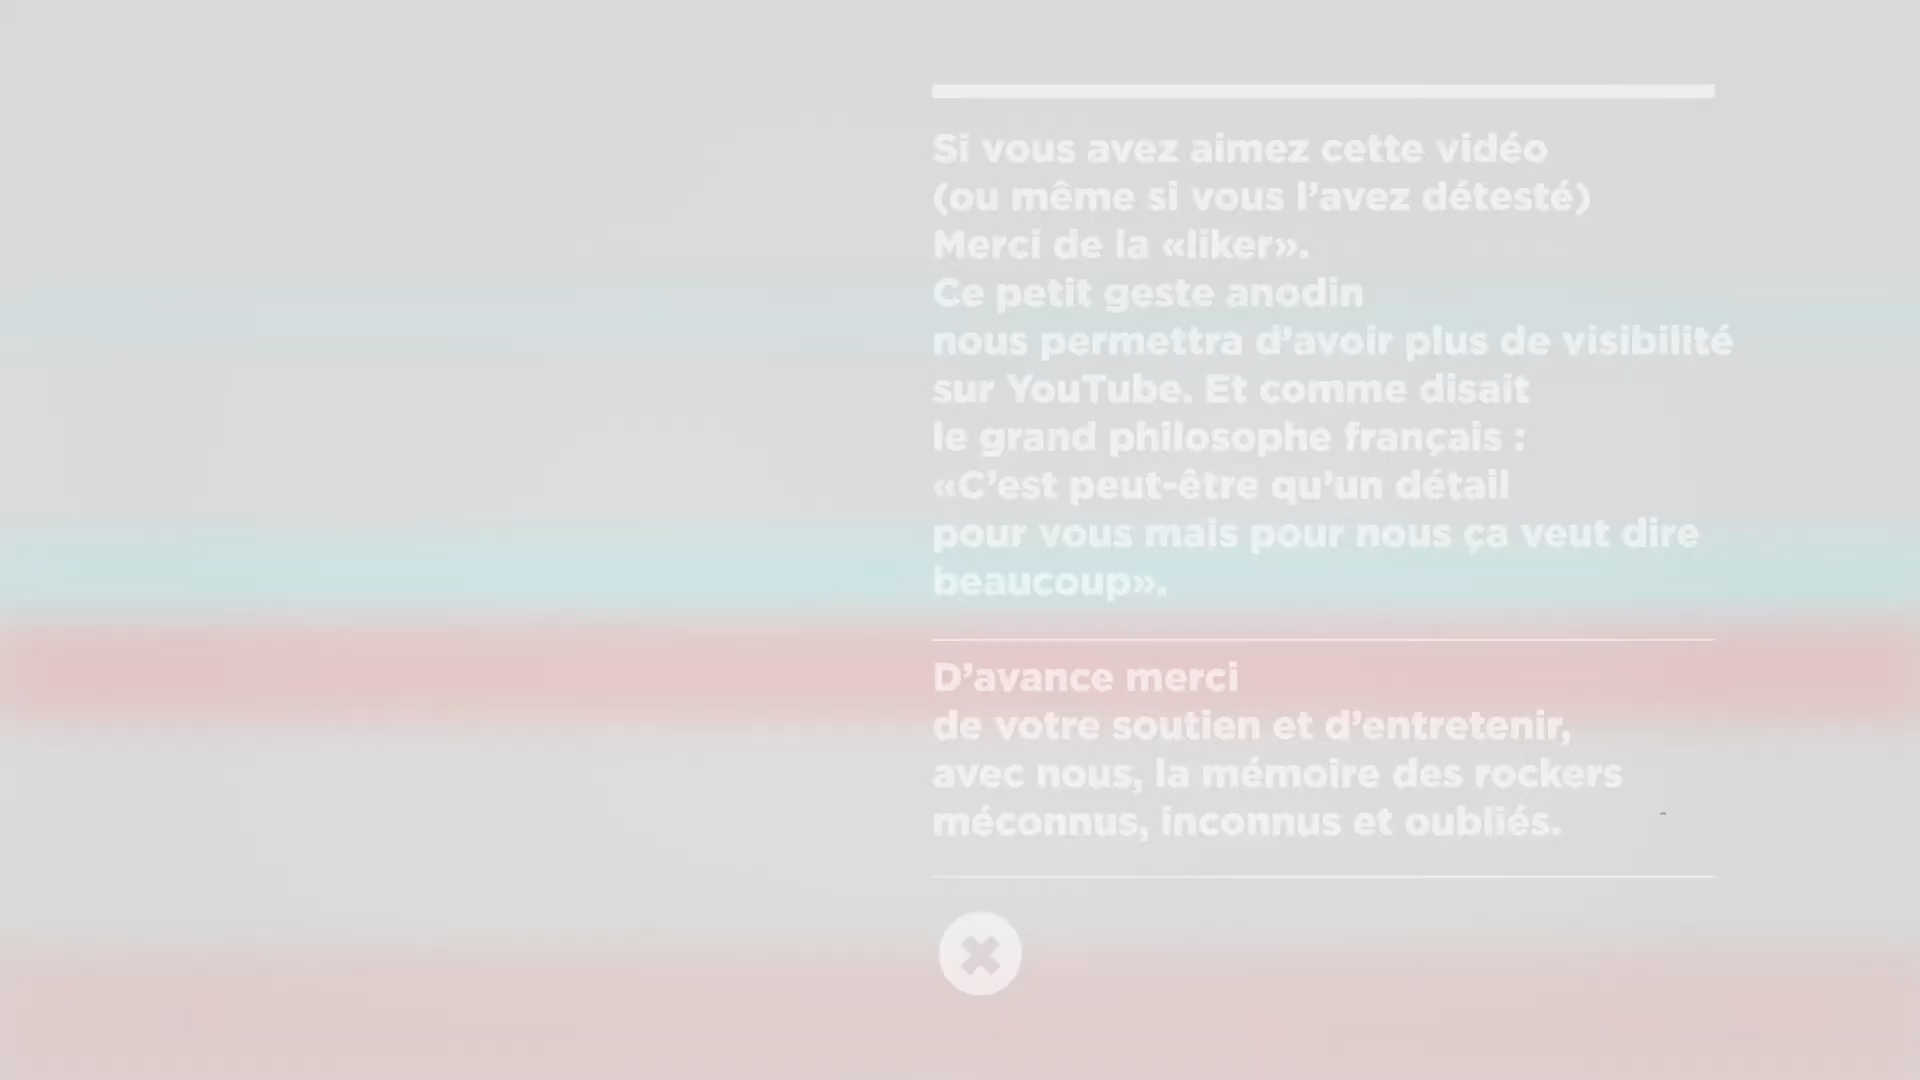 Si vous avez aimez cette vidéo
(ou même si vous l’avez détesté)
Merci de la «liker».
Ce petit geste anodin
nous permettra d’avoir plus de visibilité
sur YouTube. Et comme disait
le grand philosophe français :
«C’est peut-être qu’un détail
pour vous mais pour nous ça veut dire
beaucoup».
D’avance merci
de votre soutien et d’entretenir,
avec nous, la mémoire des rockers
méconnus, inconnus et oubliés.